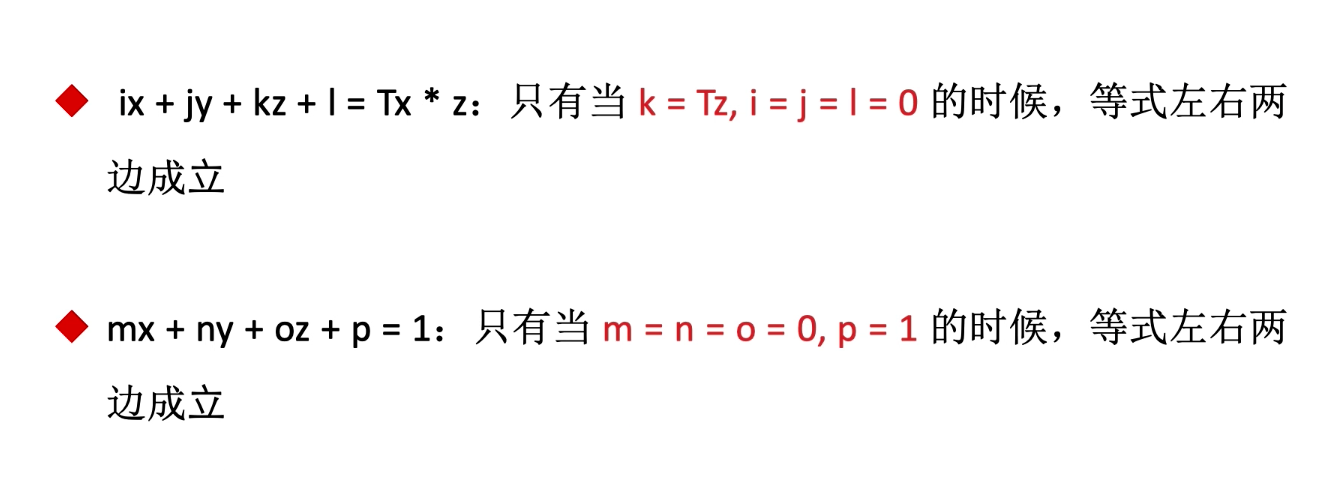 ix + jy + kz + l = Tx * z：只有当 k = Tz, i = j = l = 0 的时候，等式左右两
边成立
mx + ny + oz + p = 1：只有当 m = n = o = 0, p = 1 的时候，等式左右两
边成立